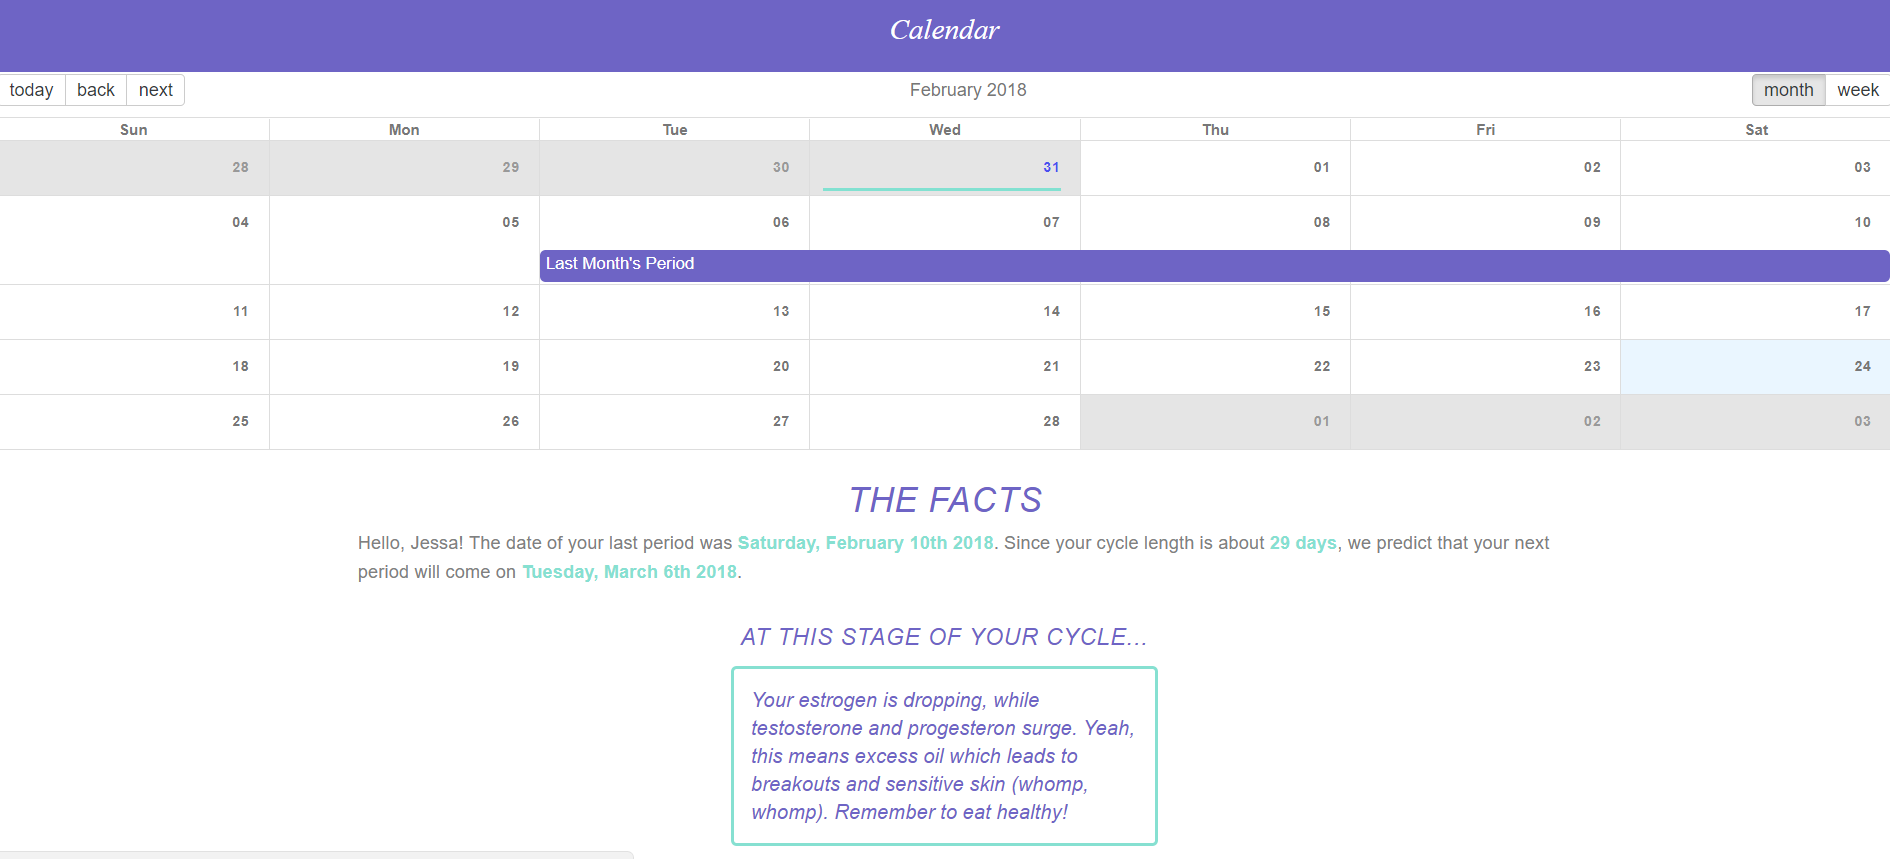 Calendar
today back next February 2018 month week
Sun Mon Tue Wed Thu Fri Sat
28 29 30 31 01 02 03
04 05 06 07 08 09 10
Last Month's Period
11 12 13 14 15 16 17
18 19 20 21 22 23 24
25 26 27 28 01 02 03
THE FACTS
Hello, Jessa! The date of your last period was Saturday, February 10th 2018. Since your cycle length is about 29 days, we predict that your next
period will come on Tuesday, March 6th 2018.
AT THIS STAGE OF YOUR CYCLE...
Your estrogen is dropping, while
testosterone and progesteron surge. Yeah,
this means excess oil which leads to
breakouts and sensitive skin (whomp,
whomp). Remember to eat healthy!